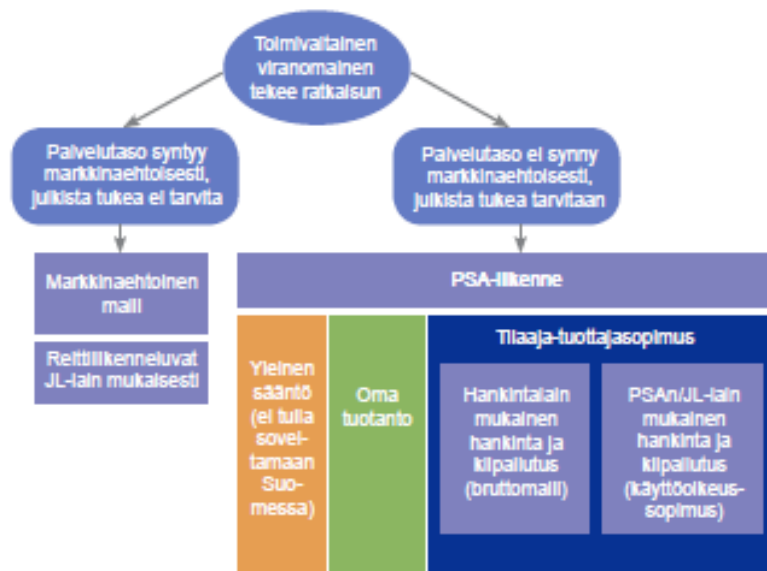 Toimivaltainen
viranomainen
tekee ratkaisun
Palvelutaso syntyy
markkinaehtoisesti,
julkista tukea ei tarvita
Palvelutaso ei synny
markkinaehtoisesti,
julkista tukea tarvitaan
Markkinaehtoinen
malli
Reittiliikenneluvat
JL-lain mukaisesti
PSA-liikenne
Yleinen
sääntö
(ei tulla
sovel-
tamaan
Suo-
messa)
Oma
tuotanto
Tilaaja-tuottajasopimus
Hankintalain
mukainen
hankinta ja
kilpailutus
(bruttomalli)
PSAn/JL-lain
mukainen
hankinta ja
kilpailutus
(käyttöoikeus-
sopimus)